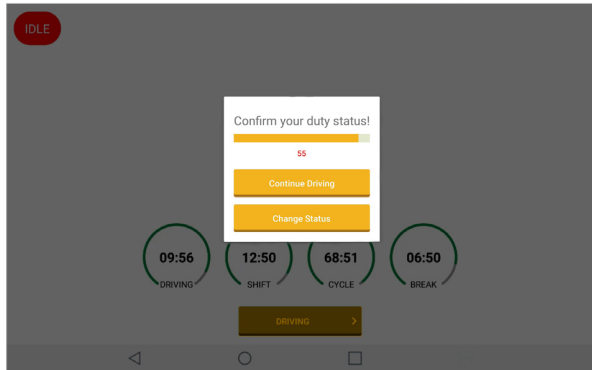 IDLE
Confirm your duty status!
55
Continue Driving
Change Status
09:56 12:50 68:51 06:50
DRIVING SHIFT CYCLE BREAK
DRIVING